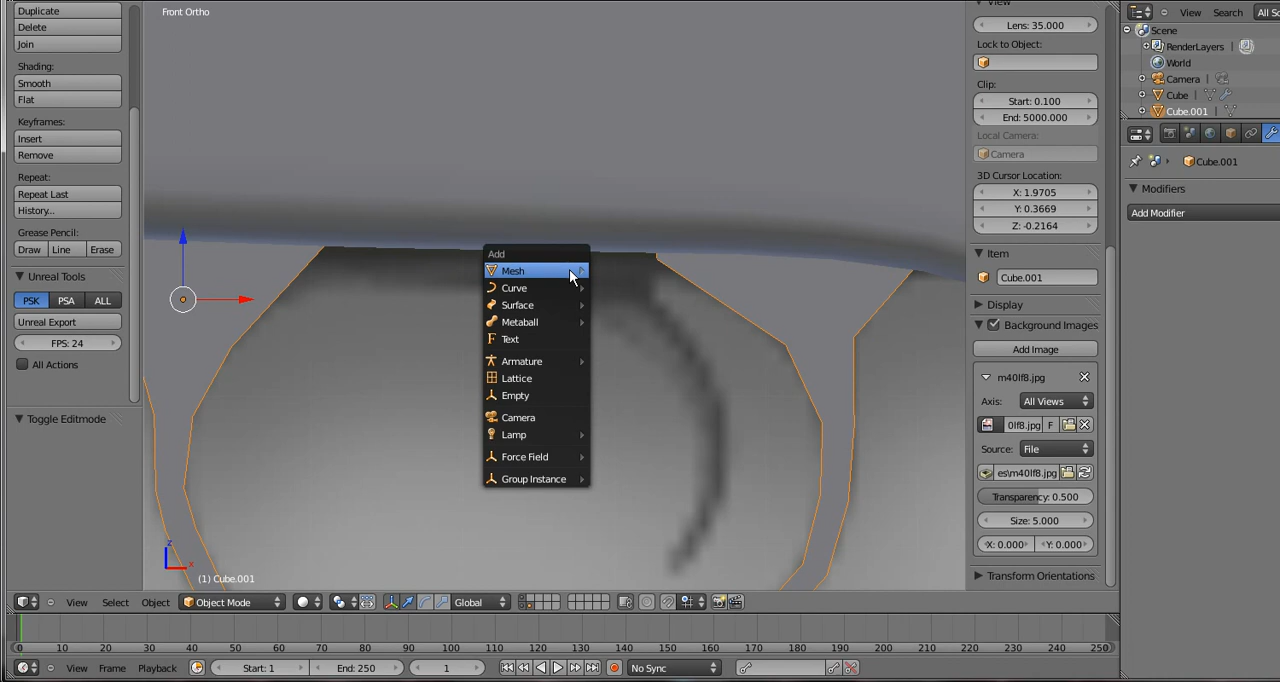 Duplicate
Delete
Join
Shading:
Smooth
Flat
Keyframes:
Insert
Remove
Repeat:
Repeat Last
History...
Grease Pencil:
Draw Line Erase
Unreal Tools
PSK PSA ALL
Unreal Export
FPS: 24
All Actions
Toggle Editmode
Front Ortho
Add
Mesh
Curve
Surface
Metaball
Text
Armature
Lattice
Empty
Camera
Lamp
Force Field
Group Instance
z
x
(1) Cube.001
View
Lens: 35.000
Lock to Object:
Clip:
Start: 0.100
End: 5000.000
Local Camera:
Camera
3D Cursor Location:
X: 1.9705
Y: 0.3669
Z: -0.2164
Item
Cube.001
Display
Background Images
Add Image
m40lf8.jpg
Axis: All Views
0lf8.jpg F
Source: File
es\m40lf8.jpg
Transparency: 0.500
Size: 5.000
X: 0.000 Y: 0.000
Transform Orientations
View Search All Sc
Scene
RenderLayers
World
Camera
Cube
Cube.001
Cube.001
Modifiers
Add Modifier
View Select Object Object Mode Global
0 10 20 30 40 50 60 70 80 90 100 110 120 130 140 150 160 170 180 190 200 210 220 230 240 250
View Frame Playback Start: 1 End: 250 1 No Sync